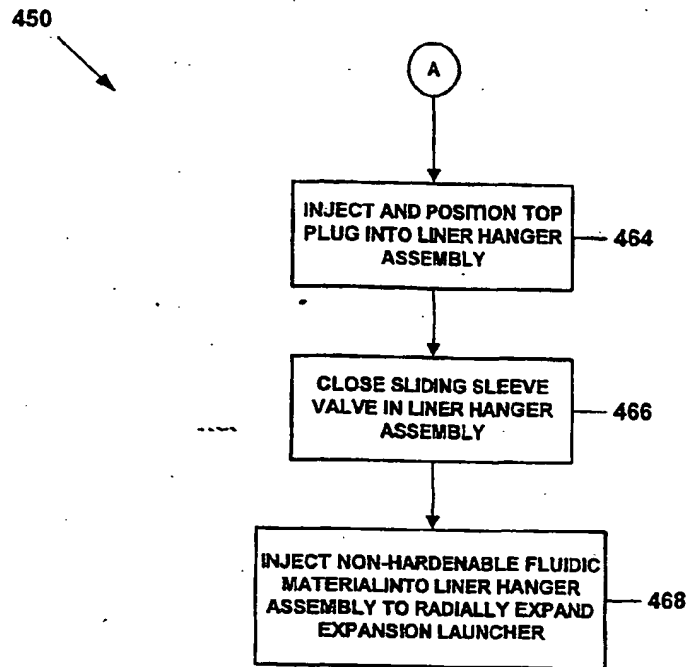 450
A
INJECT AND POSITION TOP
PLUG INTO LINER HANGER
ASSEMBLY
464
CLOSE SLIDING SLEEVE
VALVE IN LINER HANGER
ASSEMBLY
466
INJECT NON-HARDENABLE FLUIDIC
MATERIALINTO LINER HANGER
ASSEMBLY TO RADIALLY EXPAND
EXPANSION LAUNCHER
468